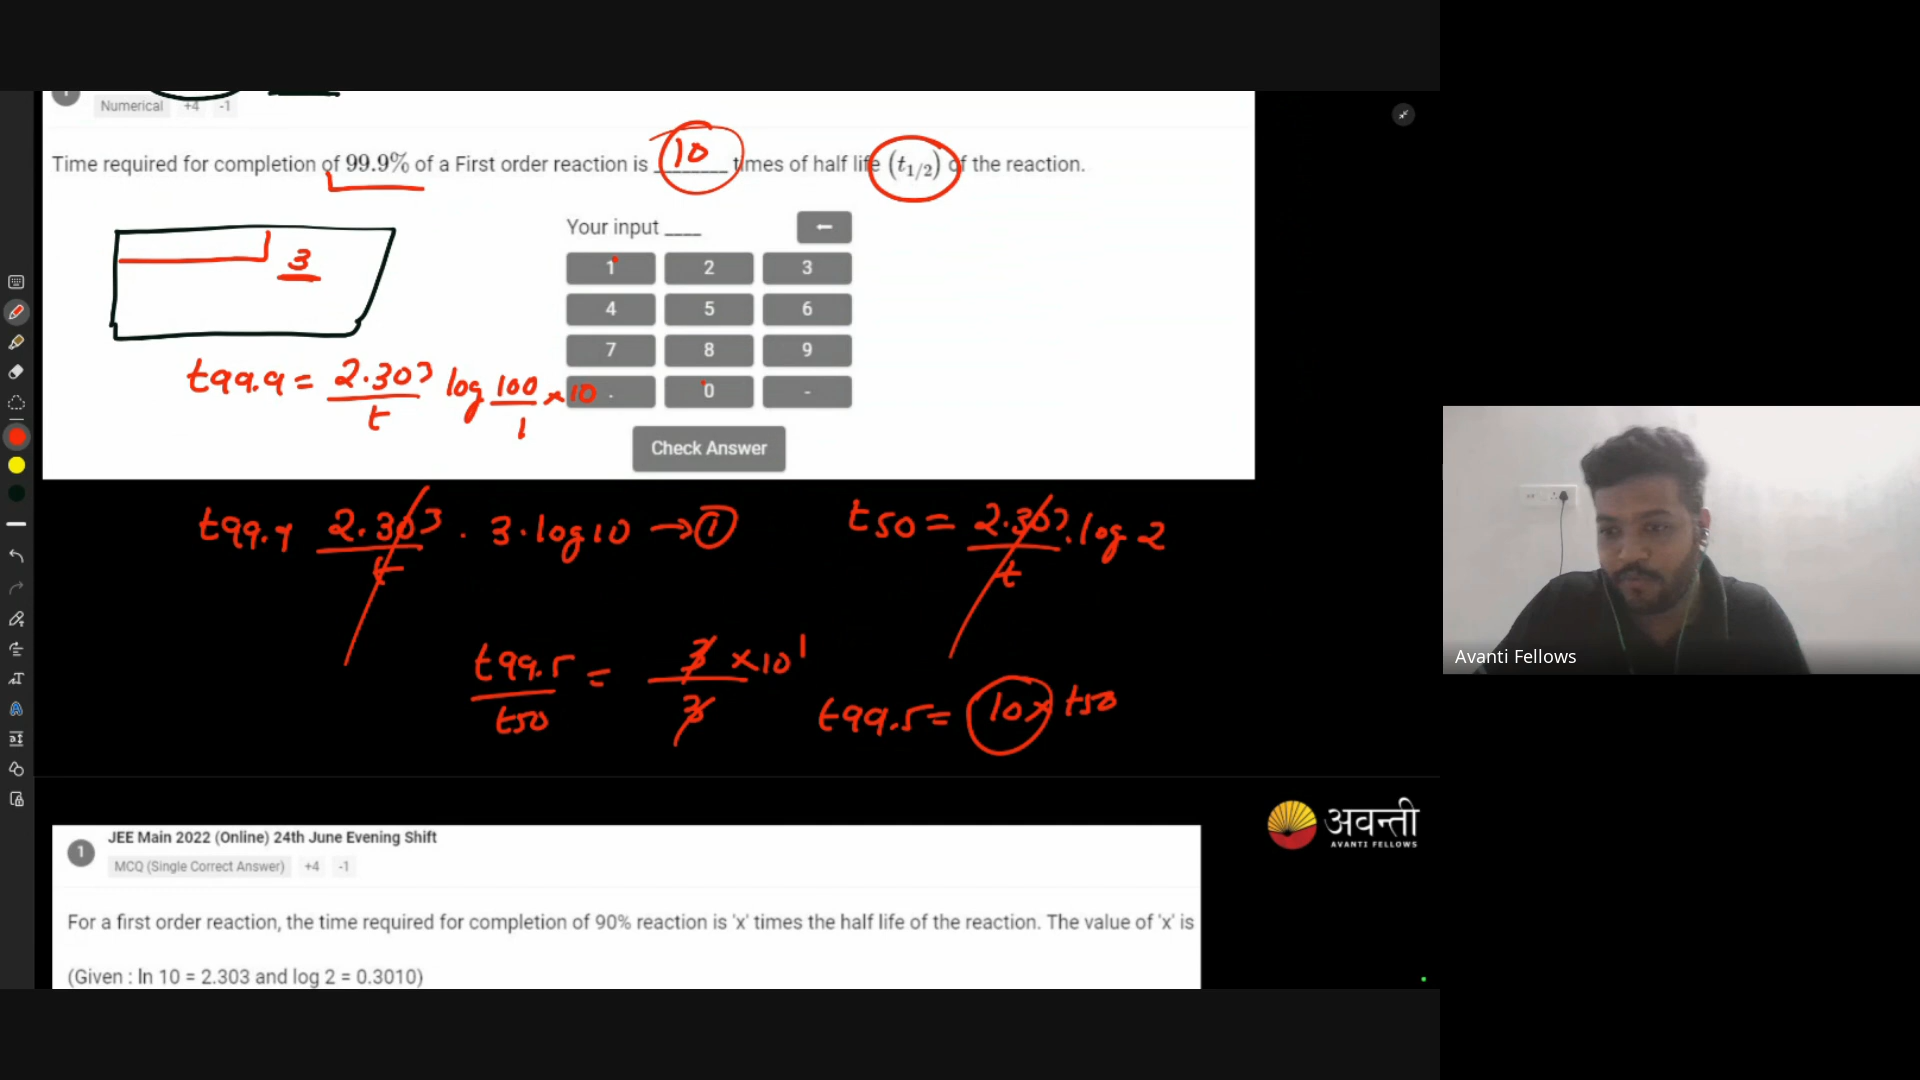 Numerical +4 -1
Time required for completion of 99.9% of a First order reaction is 10 times of half life (t1/2) of the reaction.
3
Your input ____
1 2 3
4 5 6
7 8 9
. 0 -
Check Answer
t99.9 = 2.303/t log 100/1 × 10
t99.9 2.303/t . 3.log10 → ①
t50 = 2.303/t . log 2
t99.5/t50 = 3/3 × 10¹
t99.5 = 10× t50
अवन्ती
AVANTI FELLOWS
1
JEE Main 2022 (Online) 24th June Evening Shift
MCQ (Single Correct Answer) +4 -1
For a first order reaction, the time required for completion of 90% reaction is 'x' times the half life of the reaction. The value of 'x' is
(Given : ln 10 = 2.303 and log 2 = 0.3010)
Avanti Fellows